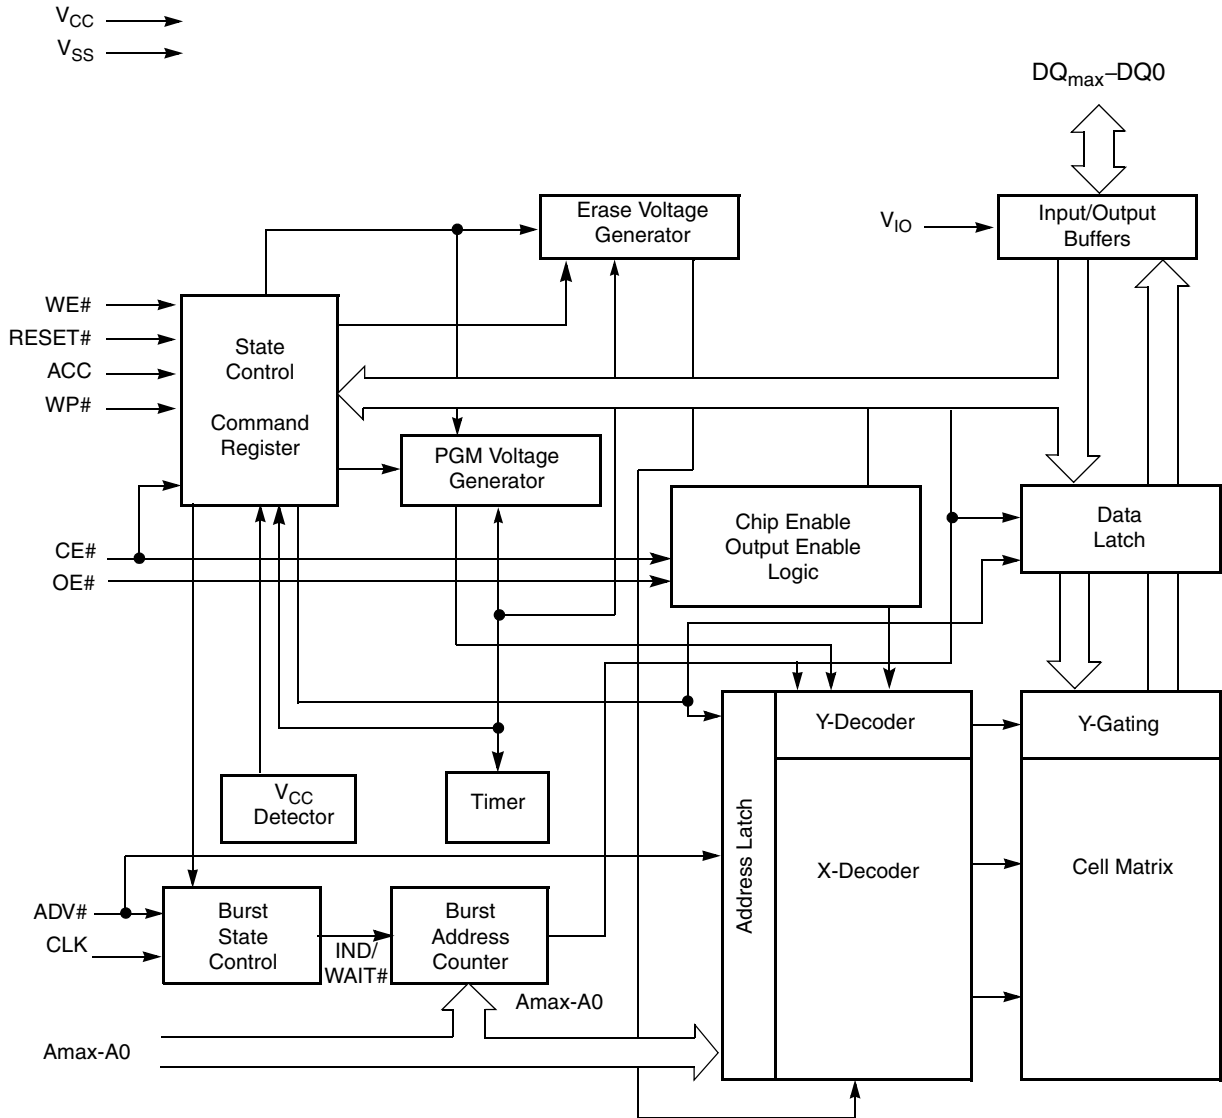 VCC
VSS
DQmax–DQ0
Erase Voltage
Generator
VIO
Input/Output
Buffers
WE#
RESET#
ACC
WP#
State
Control
Command
Register
PGM Voltage
Generator
Chip Enable
Output Enable
Logic
Data
Latch
CE#
OE#
Y-Decoder
Y-Gating
VCC
Detector
Timer
Address Latch
X-Decoder
Cell Matrix
ADV#
CLK
Burst
State
Control
IND/
WAIT#
Burst
Address
Counter
Amax-A0
Amax-A0